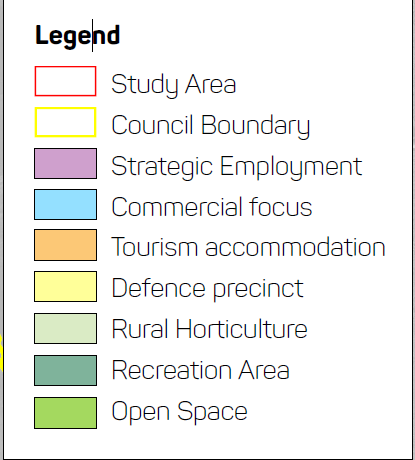 Legend
Study Area
Council Boundary
Strategic Employment
Commercial focus
Tourism accommodation
Defence precinct
Rural Horticulture
Recreation Area
Open Space